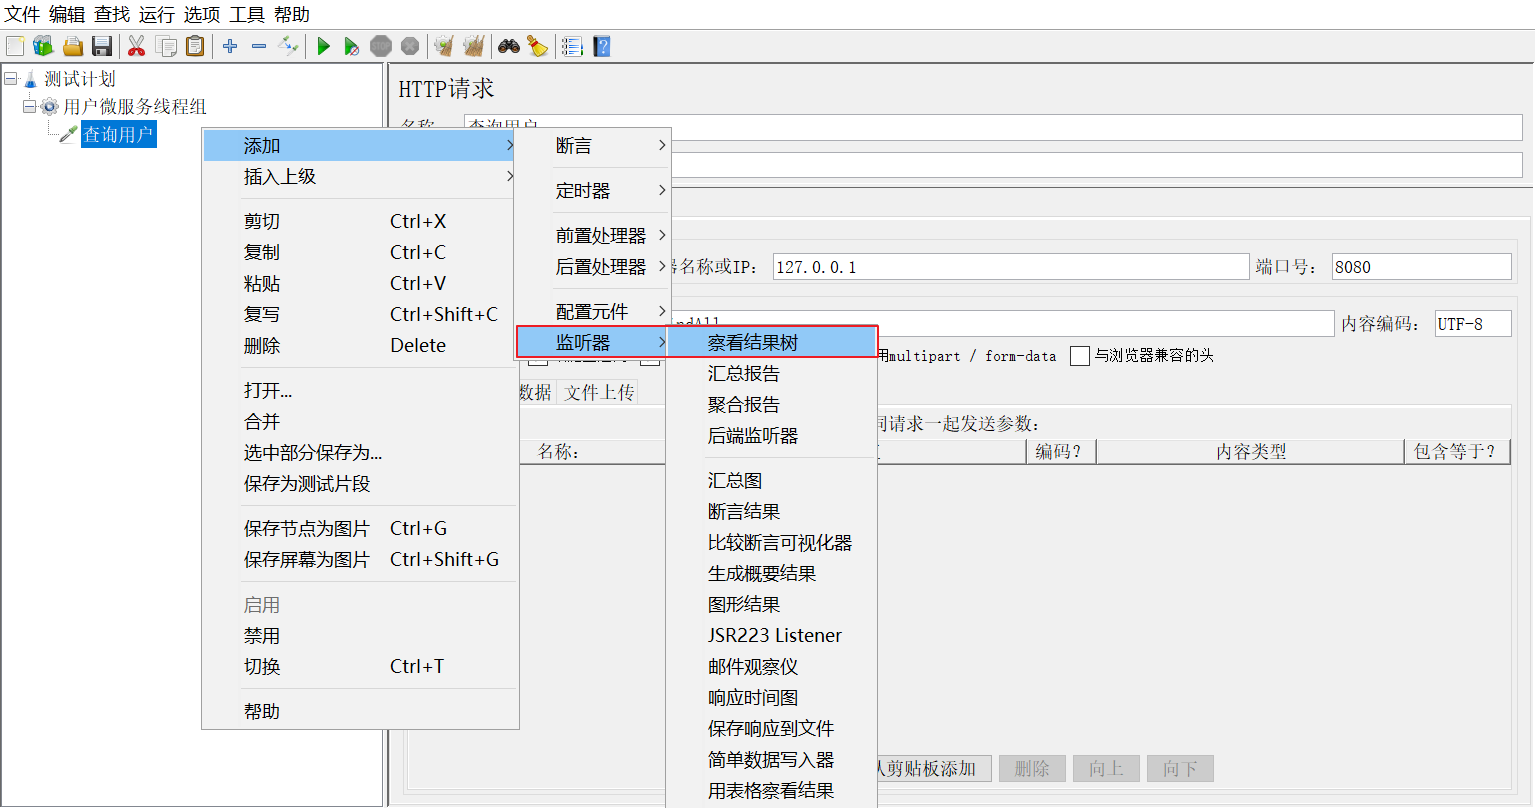 文件 编辑 查找 运行 选项 工具 帮助
STOP
测试计划
用户微服务线程组
查询用户
HTTP请求
名称
查询用户
添加
插入上级
剪切 Ctrl+X
复制 Ctrl+C
粘贴 Ctrl+V
复写 Ctrl+Shift+C
删除 Delete
打开...
合并
选中部分保存为...
保存为测试片段
保存节点为图片 Ctrl+G
保存屏幕为图片 Ctrl+Shift+G
启用
禁用
切换 Ctrl+T
帮助
断言
定时器
前置处理器
后置处理器
配置元件
监听器
察看结果树
汇总报告
聚合报告
后端监听器
汇总图
断言结果
比较断言可视化器
生成概要结果
图形结果
JSR223 Listener
邮件观察仪
响应时间图
保存响应到文件
简单数据写入器
用表格察看结果
名称或IP: 127.0.0.1 端口号: 8080
ndAll 内容编码: UTF-8
用multipart / form-data 与浏览器兼容的头
数据 文件上传
同请求一起发送参数:
名称: 编码? 内容类型 包含等于?
从剪贴板添加 删除 向上 向下